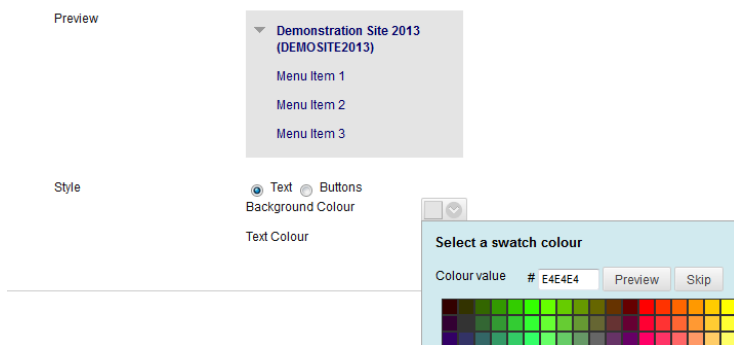 Preview
Demonstration Site 2013
(DEMOSITE2013)
Menu Item 1
Menu Item 2
Menu Item 3
Style
Text Buttons
Background Colour
Text Colour
Select a swatch colour
Colour value # E4E4E4 Preview Skip